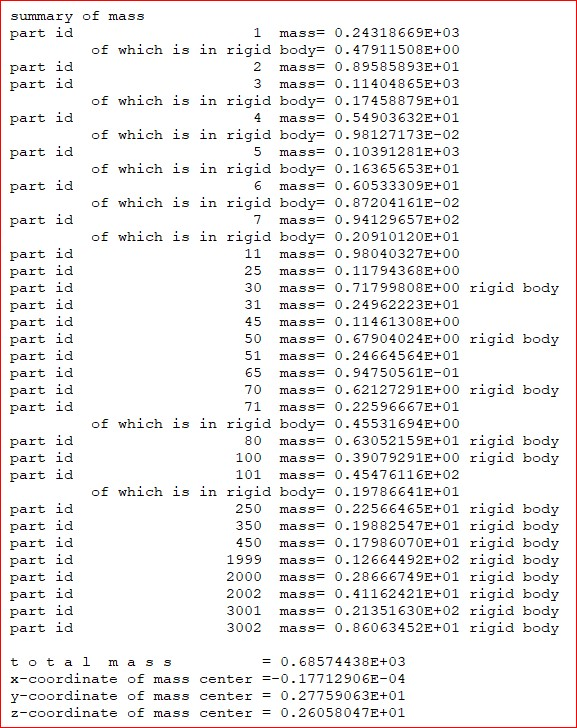 summary of mass
part id                    1  mass= 0.24318669E+03
         of which is in rigid body= 0.47911508E+00
part id                    2  mass= 0.89585893E+01
part id                    3  mass= 0.11404865E+03
         of which is in rigid body= 0.17458879E+01
part id                    4  mass= 0.54903632E+01
         of which is in rigid body= 0.98127173E-02
part id                    5  mass= 0.10391281E+03
         of which is in rigid body= 0.16365653E+01
part id                    6  mass= 0.60533309E+01
         of which is in rigid body= 0.87204161E-02
part id                    7  mass= 0.94129657E+02
         of which is in rigid body= 0.20910120E+01
part id                   11  mass= 0.98040327E+00
part id                   25  mass= 0.11794368E+00
part id                   30  mass= 0.71799808E+00 rigid body
part id                   31  mass= 0.24962223E+01
part id                   45  mass= 0.11461308E+00
part id                   50  mass= 0.67904024E+00 rigid body
part id                   51  mass= 0.24664564E+01
part id                   65  mass= 0.94750561E-01
part id                   70  mass= 0.62127291E+00 rigid body
part id                   71  mass= 0.22596667E+01
         of which is in rigid body= 0.45531694E+00
part id                   80  mass= 0.63052159E+01 rigid body
part id                  100  mass= 0.39079291E+00 rigid body
part id                  101  mass= 0.45476116E+02
         of which is in rigid body= 0.19786641E+01
part id                  250  mass= 0.22566465E+01 rigid body
part id                  350  mass= 0.19882547E+01 rigid body
part id                  450  mass= 0.17986070E+01 rigid body
part id                 1999  mass= 0.12664492E+02 rigid body
part id                 2000  mass= 0.28666749E+01 rigid body
part id                 2002  mass= 0.41162421E+01 rigid body
part id                 3001  mass= 0.21351630E+02 rigid body
part id                 3002  mass= 0.86063452E+01 rigid body
t o t a l  m a s s          = 0.68574438E+03
x-coordinate of mass center =-0.17712906E-04
y-coordinate of mass center = 0.27759063E+01
z-coordinate of mass center = 0.26058047E+01